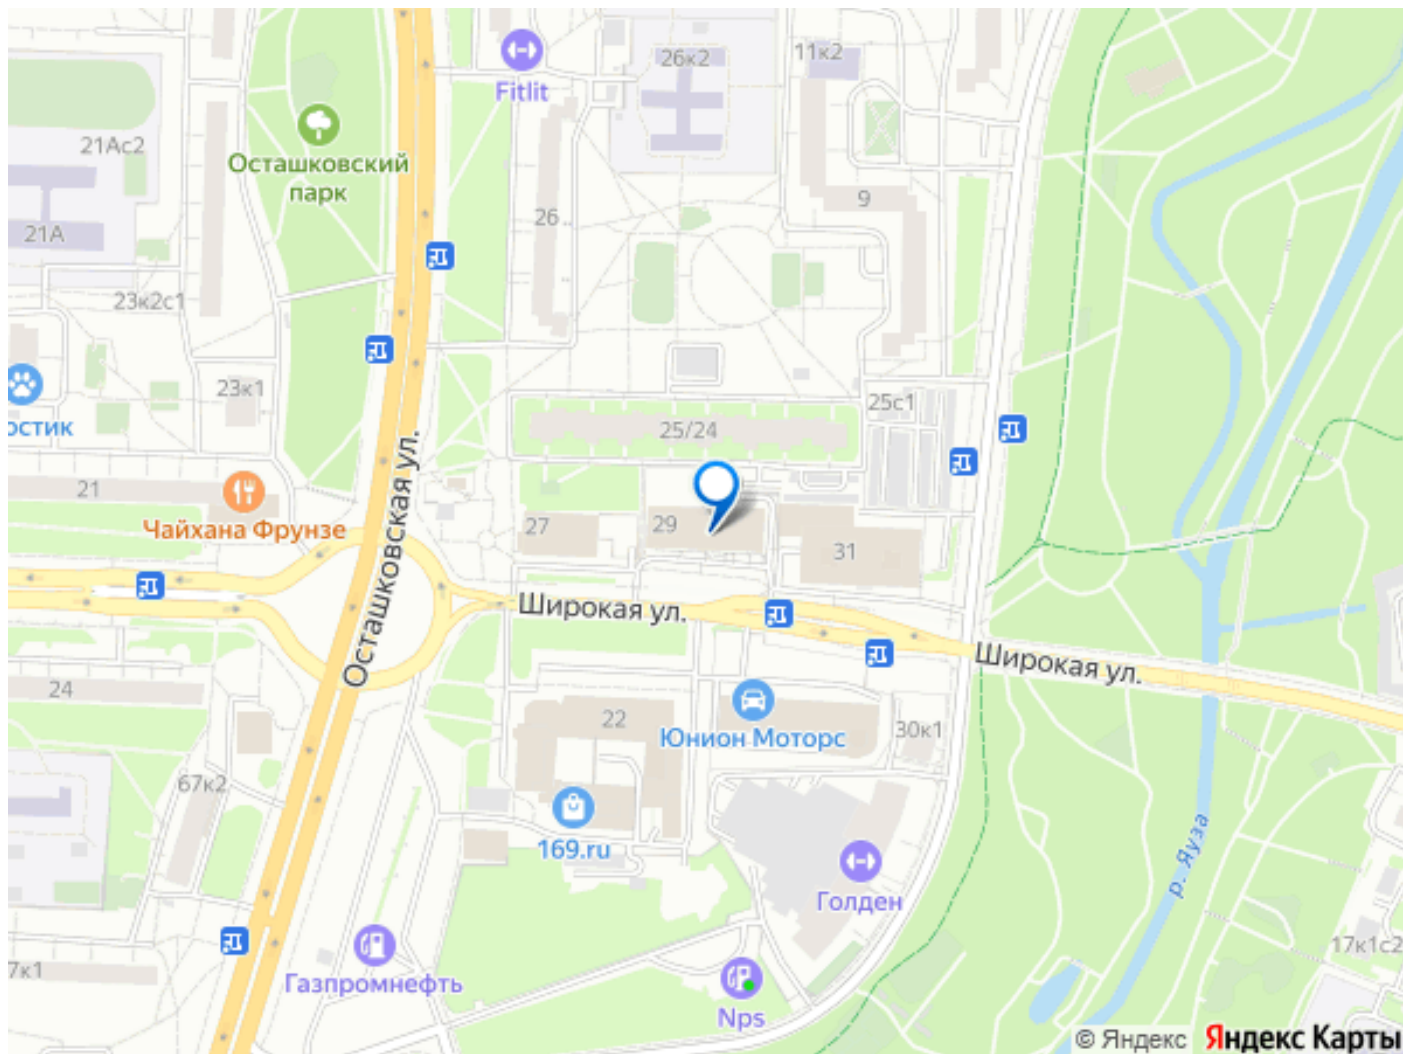 Fitlit
26к2
11к2
21Ас2
Осташковский
парк
9
26
21А
23к2с1
23к1
25с1
остик
25/24
21
Чайхана Фрунзе
27
29
31
Осташковская ул.
Широкая ул.
Широкая ул.
24
22
Юнион Моторс
30к1
67к2
169.ru
р. Яуза
Голден
17к1с2
7к1
Газпромнефть
Nps
© Яндекс Яндекс Карты